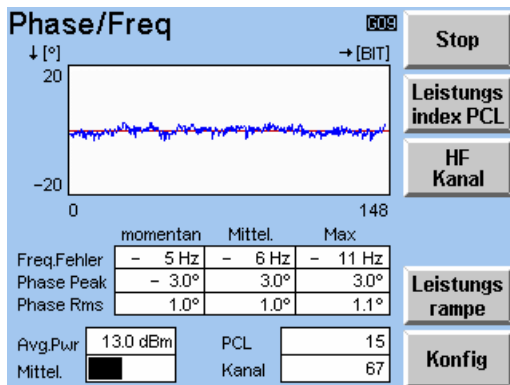 Phase/Freq G09
↓ [°] → [BIT]
20
−20
0 148
momentan Mittel. Max
Freq.Fehler − 5 Hz − 6 Hz − 11 Hz
Phase Peak − 3.0° 3.0° 3.0°
Phase Rms 1.0° 1.0° 1.1°
Avg.Pwr 13.0 dBm PCL 15
Mittel. Kanal 67
Stop
Leistungs
index PCL
HF
Kanal
Leistungs
rampe
Konfig